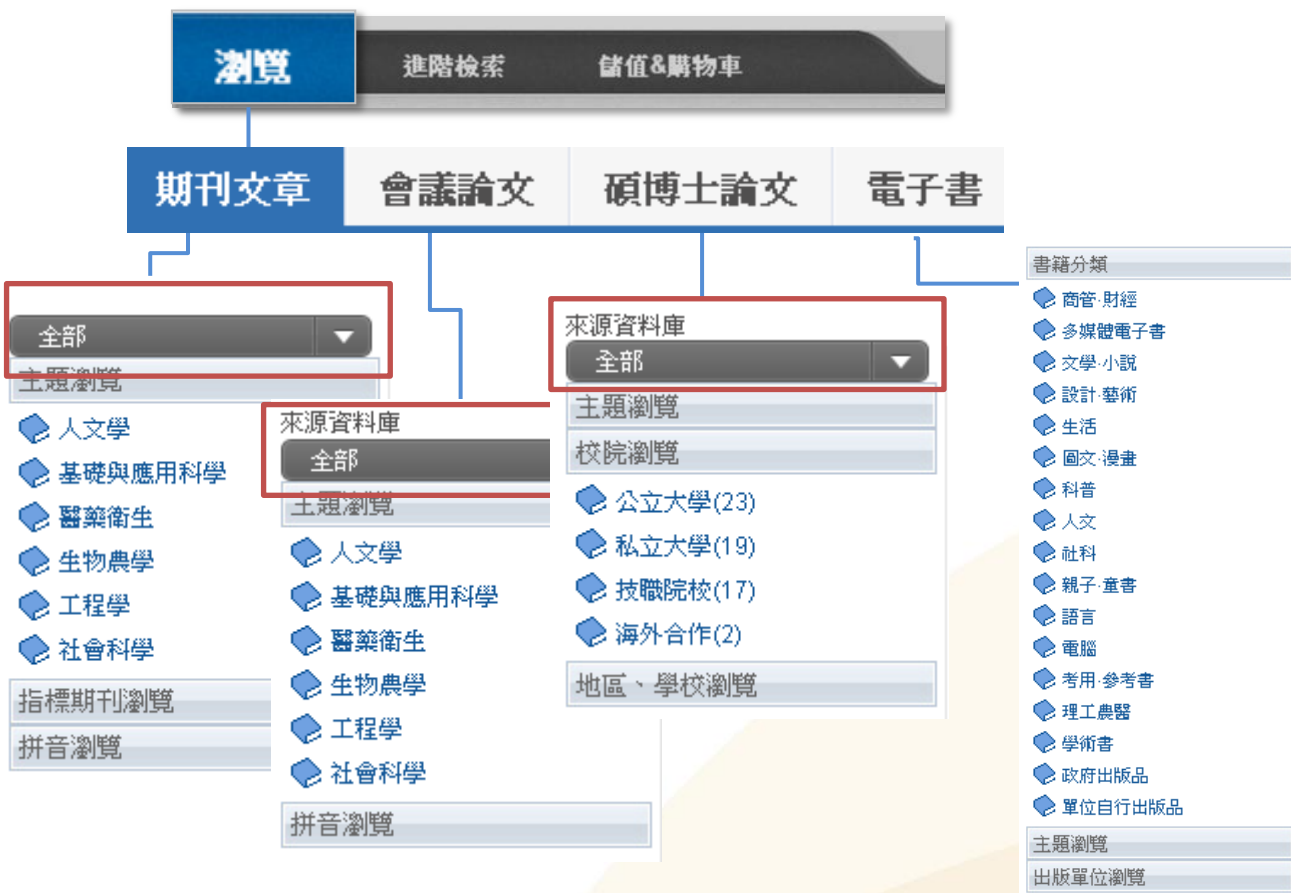 瀏覽 進階檢索 儲值&購物車
期刊文章 會議論文 碩博士論文 電子書
全部
主題瀏覽
人文學
基礎與應用科學
醫藥衛生
生物農學
工程學
社會科學
指標期刊瀏覽
拼音瀏覽
來源資料庫
全部
主題瀏覽
人文學
基礎與應用科學
醫藥衛生
生物農學
工程學
社會科學
拼音瀏覽
來源資料庫
全部
主題瀏覽
校院瀏覽
公立大學(23)
私立大學(19)
技職院校(17)
海外合作(2)
地區、學校瀏覽
書籍分類
商管‧財經
多媒體電子書
文學‧小說
設計‧藝術
生活
圖文‧漫畫
科普
人文
社科
親子‧童書
語言
電腦
考用‧參考書
理工農醫
學術書
政府出版品
單位自行出版品
主題瀏覽
出版單位瀏覽